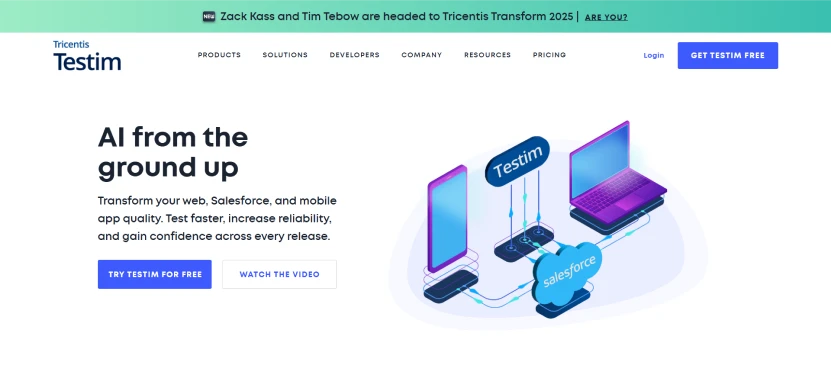 NEW Zack Kass and Tim Tebow are headed to Tricentis Transform 2025 | ARE YOU?
Tricentis
Testim
PRODUCTS SOLUTIONS DEVELOPERS COMPANY RESOURCES PRICING Login GET TESTIM FREE
AI from the
ground up
Transform your web, Salesforce, and mobile
app quality. Test faster, increase reliability,
and gain confidence across every release.
TRY TESTIM FOR FREE WATCH THE VIDEO
Testim
salesforce